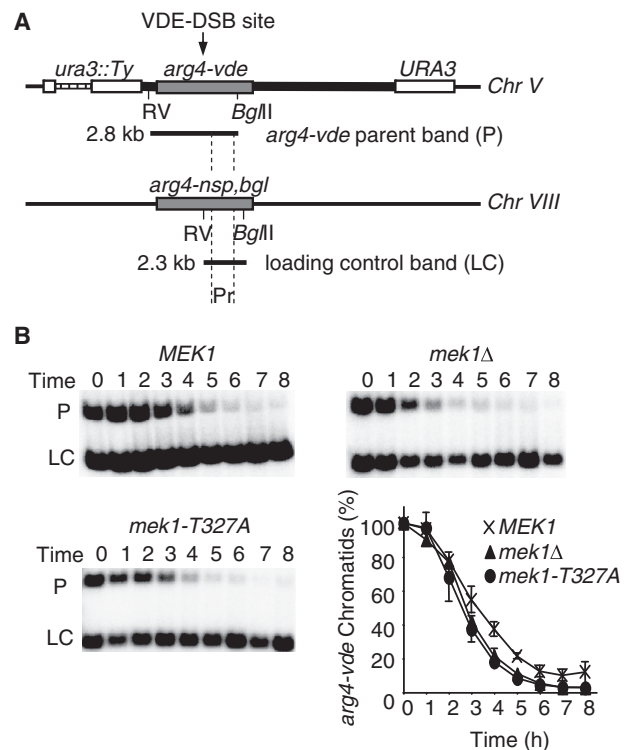 A
VDE-DSB site
ura3::Ty arg4-vde URA3
Chr V
RV BglII
2.8 kb arg4-vde parent band (P)
arg4-nsp,bgl
Chr VIII
RV BglII
2.3 kb loading control band (LC)
Pr
B
MEK1
Time 0 1 2 3 4 5 6 7 8
P
LC
mek1Δ
0 1 2 3 4 5 6 7 8
mek1-T327A
Time 0 1 2 3 4 5 6 7 8
P
LC
arg4-vde Chromatids (%)
100
80
60
40
20
0
MEK1
mek1Δ
mek1-T327A
0 1 2 3 4 5 6 7 8
Time (h)